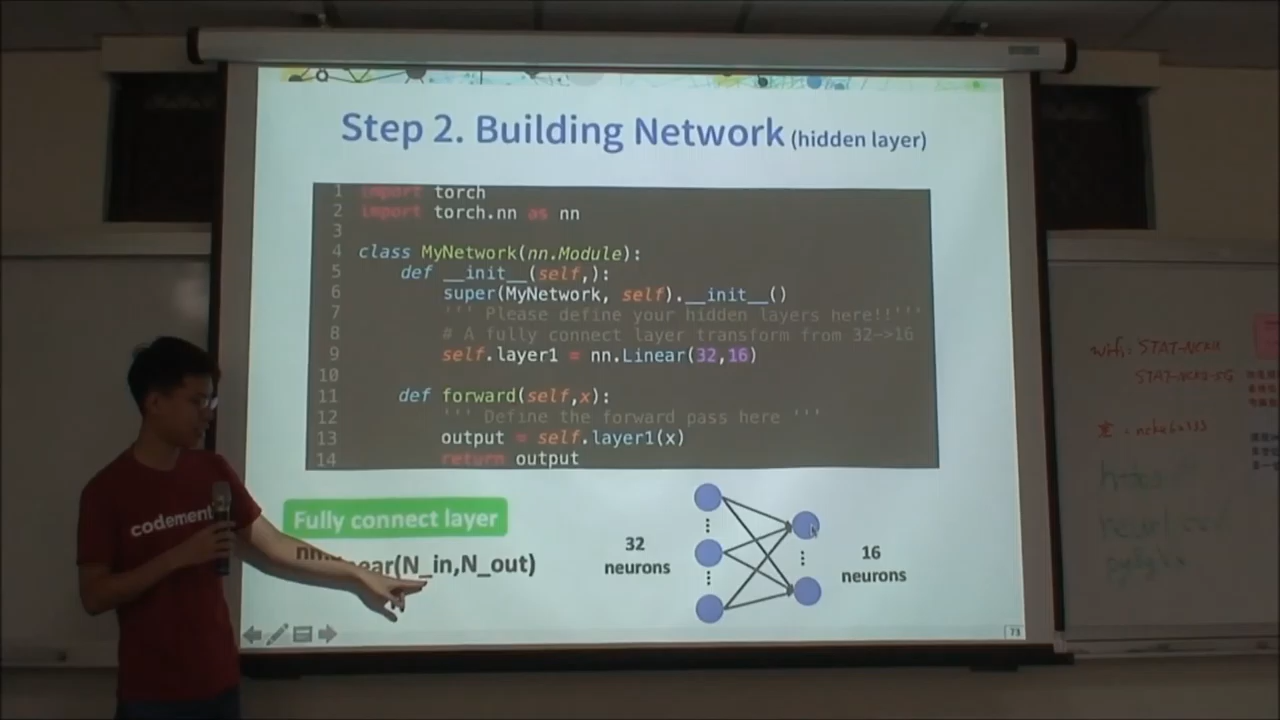 Step 2. Building Network (hidden layer)
1 import torch
2 import torch.nn as nn
3
4 class MyNetwork(nn.Module):
5 def __init__(self,):
6 super(MyNetwork, self).__init__()
7 ''' Please define your hidden layers here!!'''
8 # A fully connect layer transform from 32->16
9 self.layer1 = nn.Linear(32,16)
10
11 def forward(self,x):
12 ''' Define the forward pass here '''
13 output = self.layer1(x)
14 return output
Fully connect layer
ear(N_in,N_out)
32
neurons
16
neurons
73
codement
STAT-NCKU
STAT-NCKU-5G